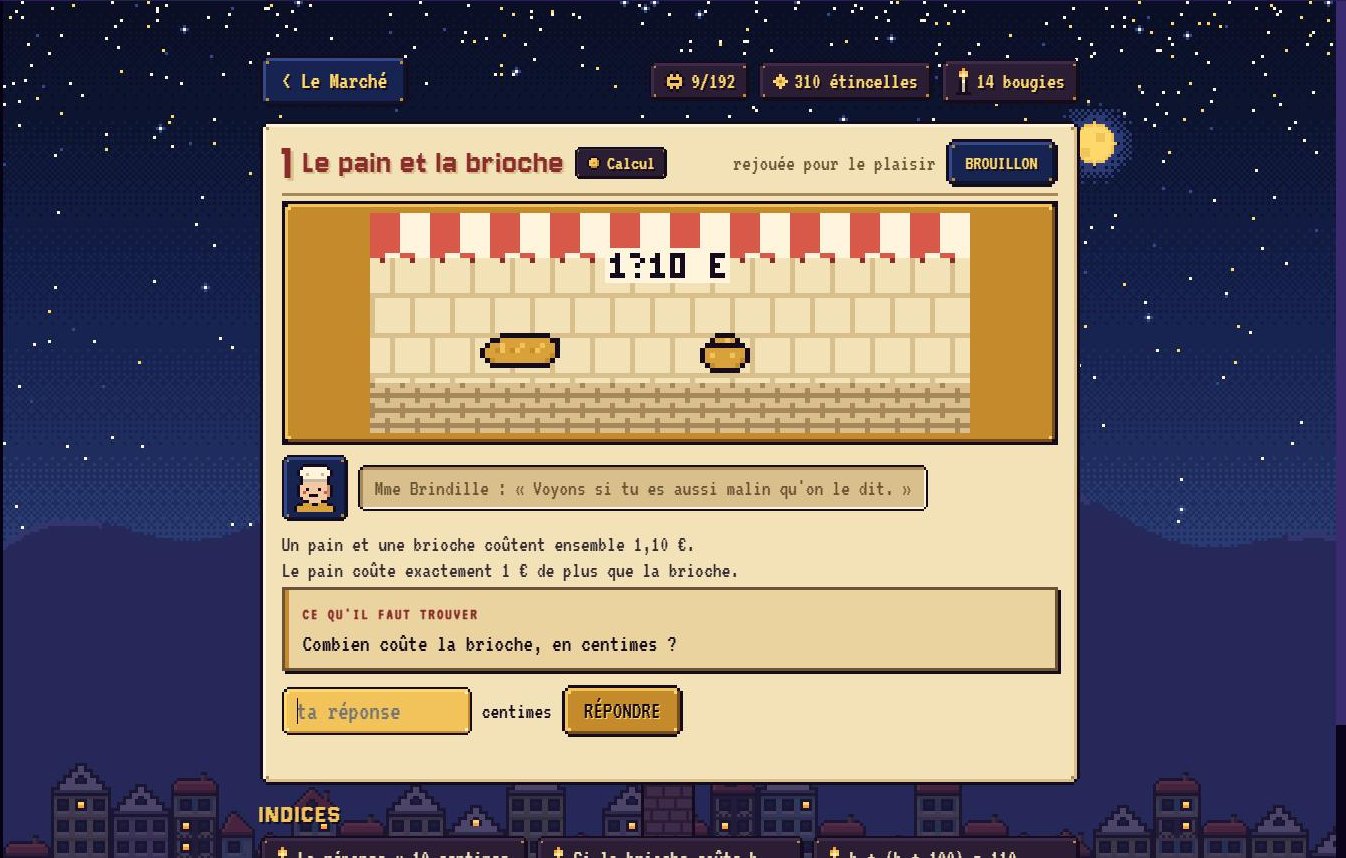 < Le Marché
9/192
310 étincelles
14 bougies
1 Le pain et la brioche
Calcul
rejouée pour le plaisir
BROUILLON
1?10 E
Mme Brindille : « Voyons si tu es aussi malin qu'on le dit. »
Un pain et une brioche coûtent ensemble 1,10 €.
Le pain coûte exactement 1 € de plus que la brioche.
CE QU'IL FAUT TROUVER
Combien coûte la brioche, en centimes ?
ta réponse
centimes
RÉPONDRE
INDICES